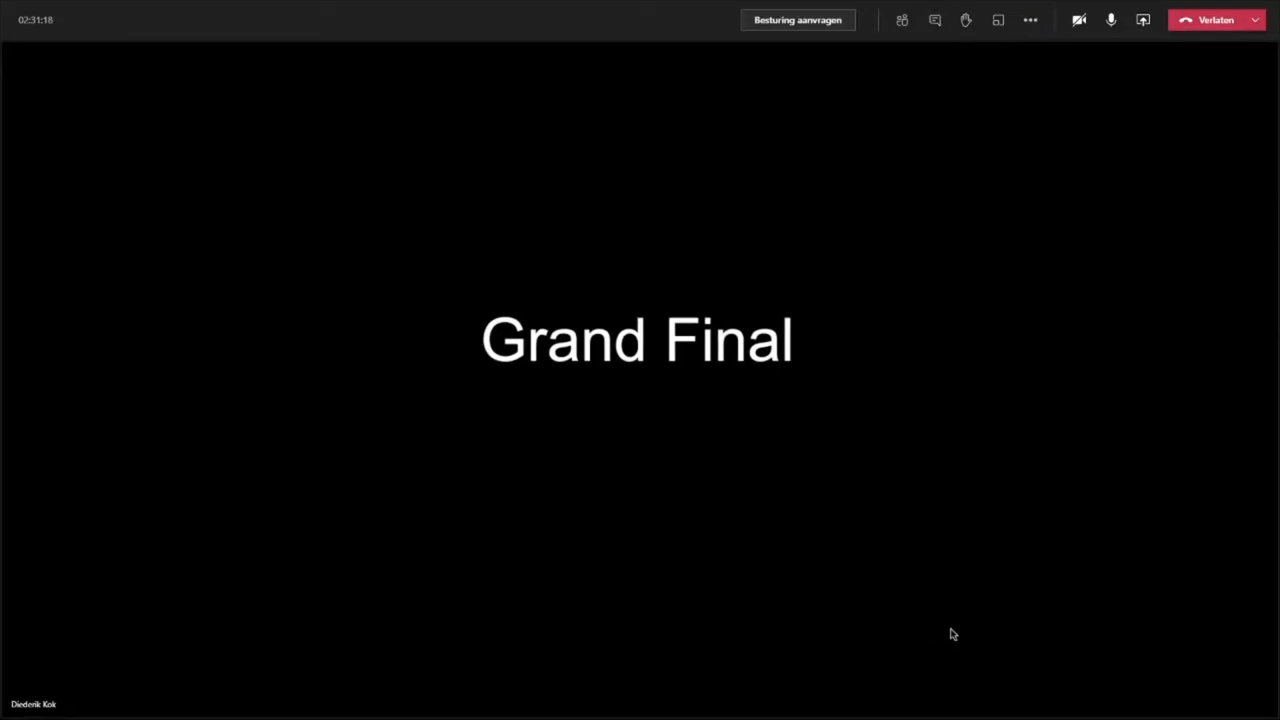 02:31:18
Besturing aanvragen
Verlaten
Grand Final
Diederik Kok